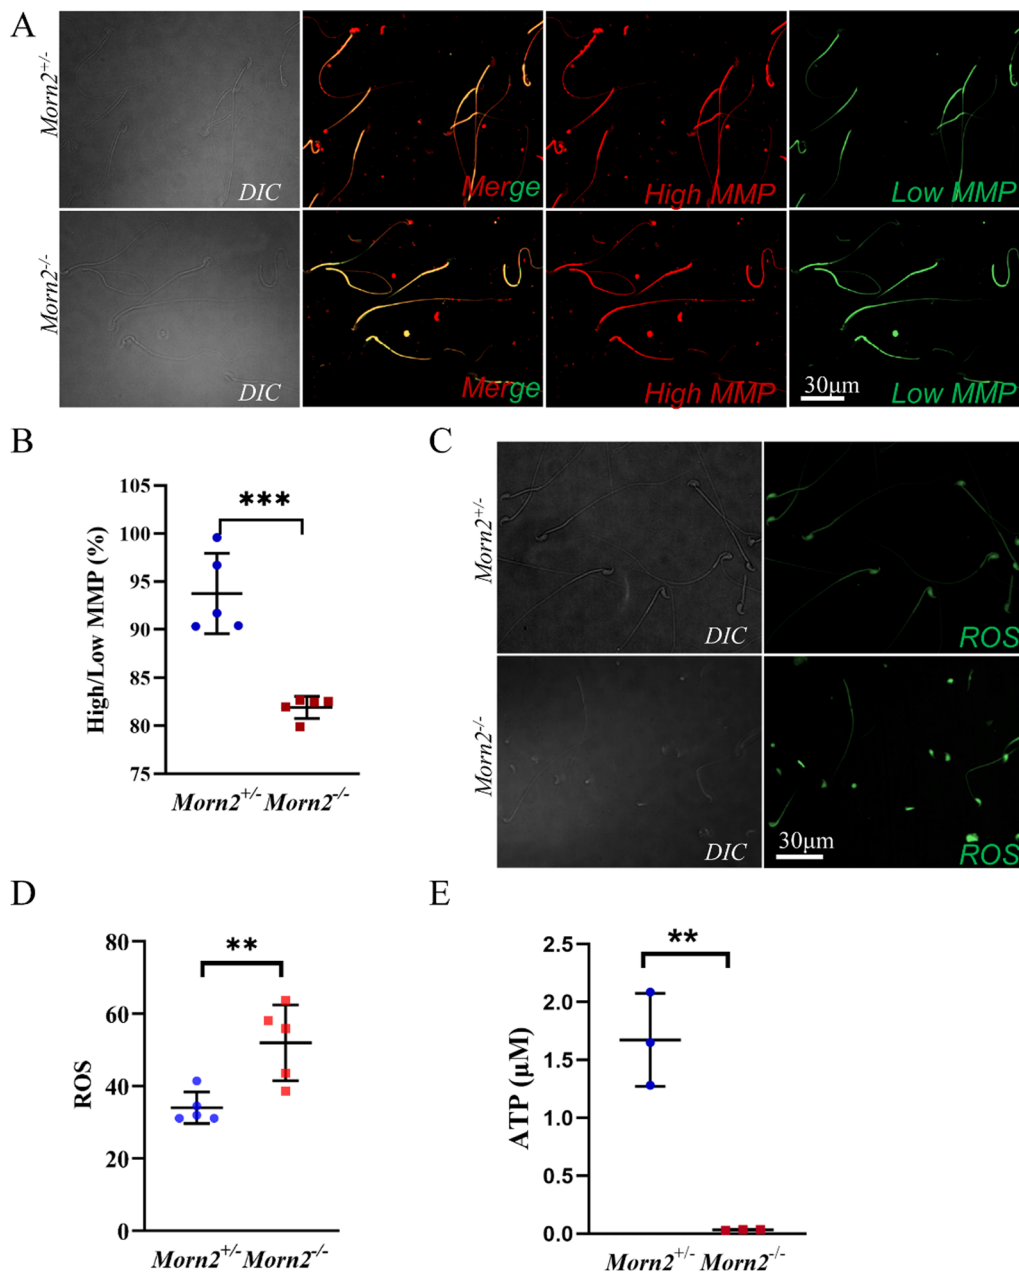 A
Morn2+/-
DIC
Merge
High MMP
Low MMP
Morn2-/-
DIC
Merge
High MMP
30μm
Low MMP
B
High/Low MMP (%)
105
100
95
90
85
80
75
***
Morn2+/- Morn2-/-
C
Morn2+/-
DIC
ROS
Morn2-/-
DIC
30μm
ROS
D
ROS
80
60
40
20
0
**
Morn2+/- Morn2-/-
E
ATP (μM)
2.5
2.0
1.5
1.0
0.5
0.0
**
Morn2+/- Morn2-/-